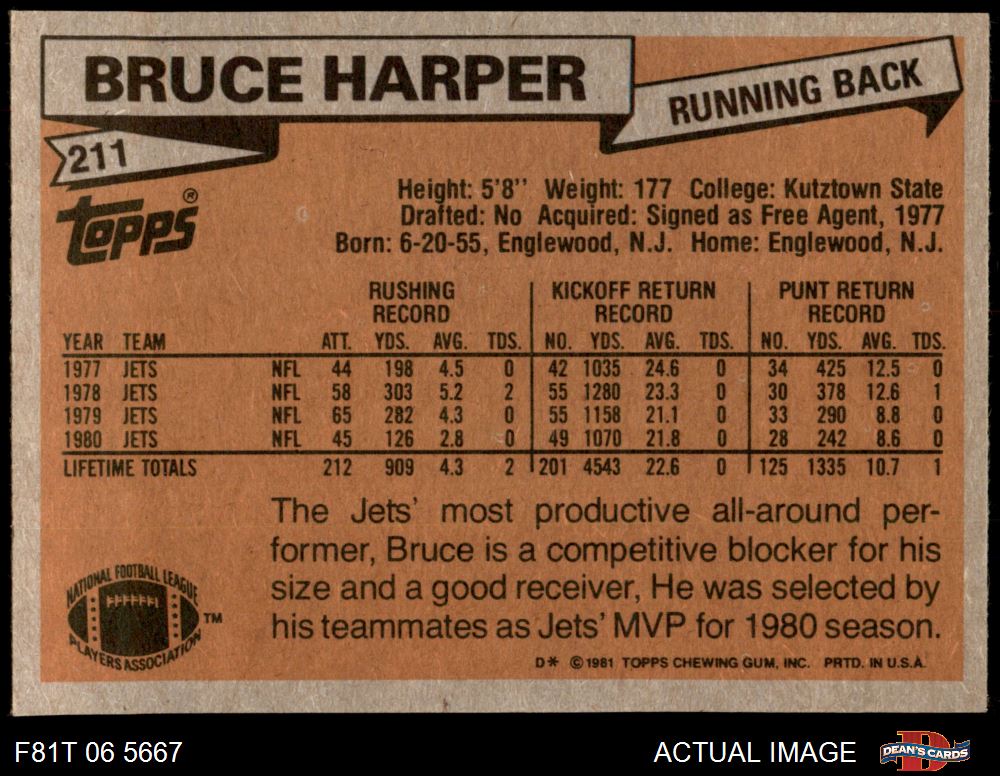 BRUCE HARPER
RUNNING BACK
211
TOPPS®
Height: 5'8'' Weight: 177 College: Kutztown State
Drafted: No Acquired: Signed as Free Agent, 1977
Born: 6-20-55, Englewood, N.J. Home: Englewood, N.J.
RUSHING RECORD KICKOFF RETURN RECORD PUNT RETURN RECORD
YEAR TEAM ATT. YDS. AVG. TDS. NO. YDS. AVG. TDS. NO. YDS. AVG. TDS.
1977 JETS NFL 44 198 4.5 0 42 1035 24.6 0 34 425 12.5 0
1978 JETS NFL 58 303 5.2 2 55 1280 23.3 0 30 378 12.6 1
1979 JETS NFL 65 282 4.3 0 55 1158 21.1 0 33 290 8.8 0
1980 JETS NFL 45 126 2.8 0 49 1070 21.8 0 28 242 8.6 0
LIFETIME TOTALS 212 909 4.3 2 201 4543 22.6 0 125 1335 10.7 1
The Jets' most productive all-around per-
former, Bruce is a competitive blocker for his
size and a good receiver, He was selected by
his teammates as Jets' MVP for 1980 season.
NATIONAL FOOTBALL LEAGUE
PLAYERS ASSOCIATION
TM
D* © 1981 TOPPS CHEWING GUM, INC. PRTD. IN U.S.A.
F81T 06 5667
ACTUAL IMAGE
D
DEAN'S CARDS